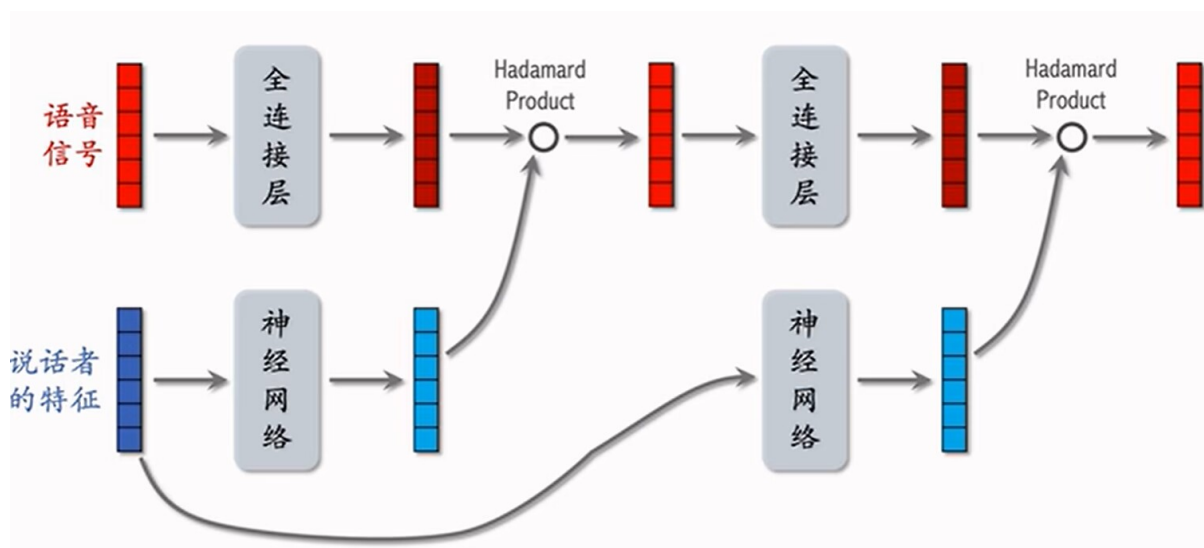 语音
信号
全
连
接
层
Hadamard
Product
全
连
接
层
Hadamard
Product
说话者
的特征
神
经
网
络
神
经
网
络